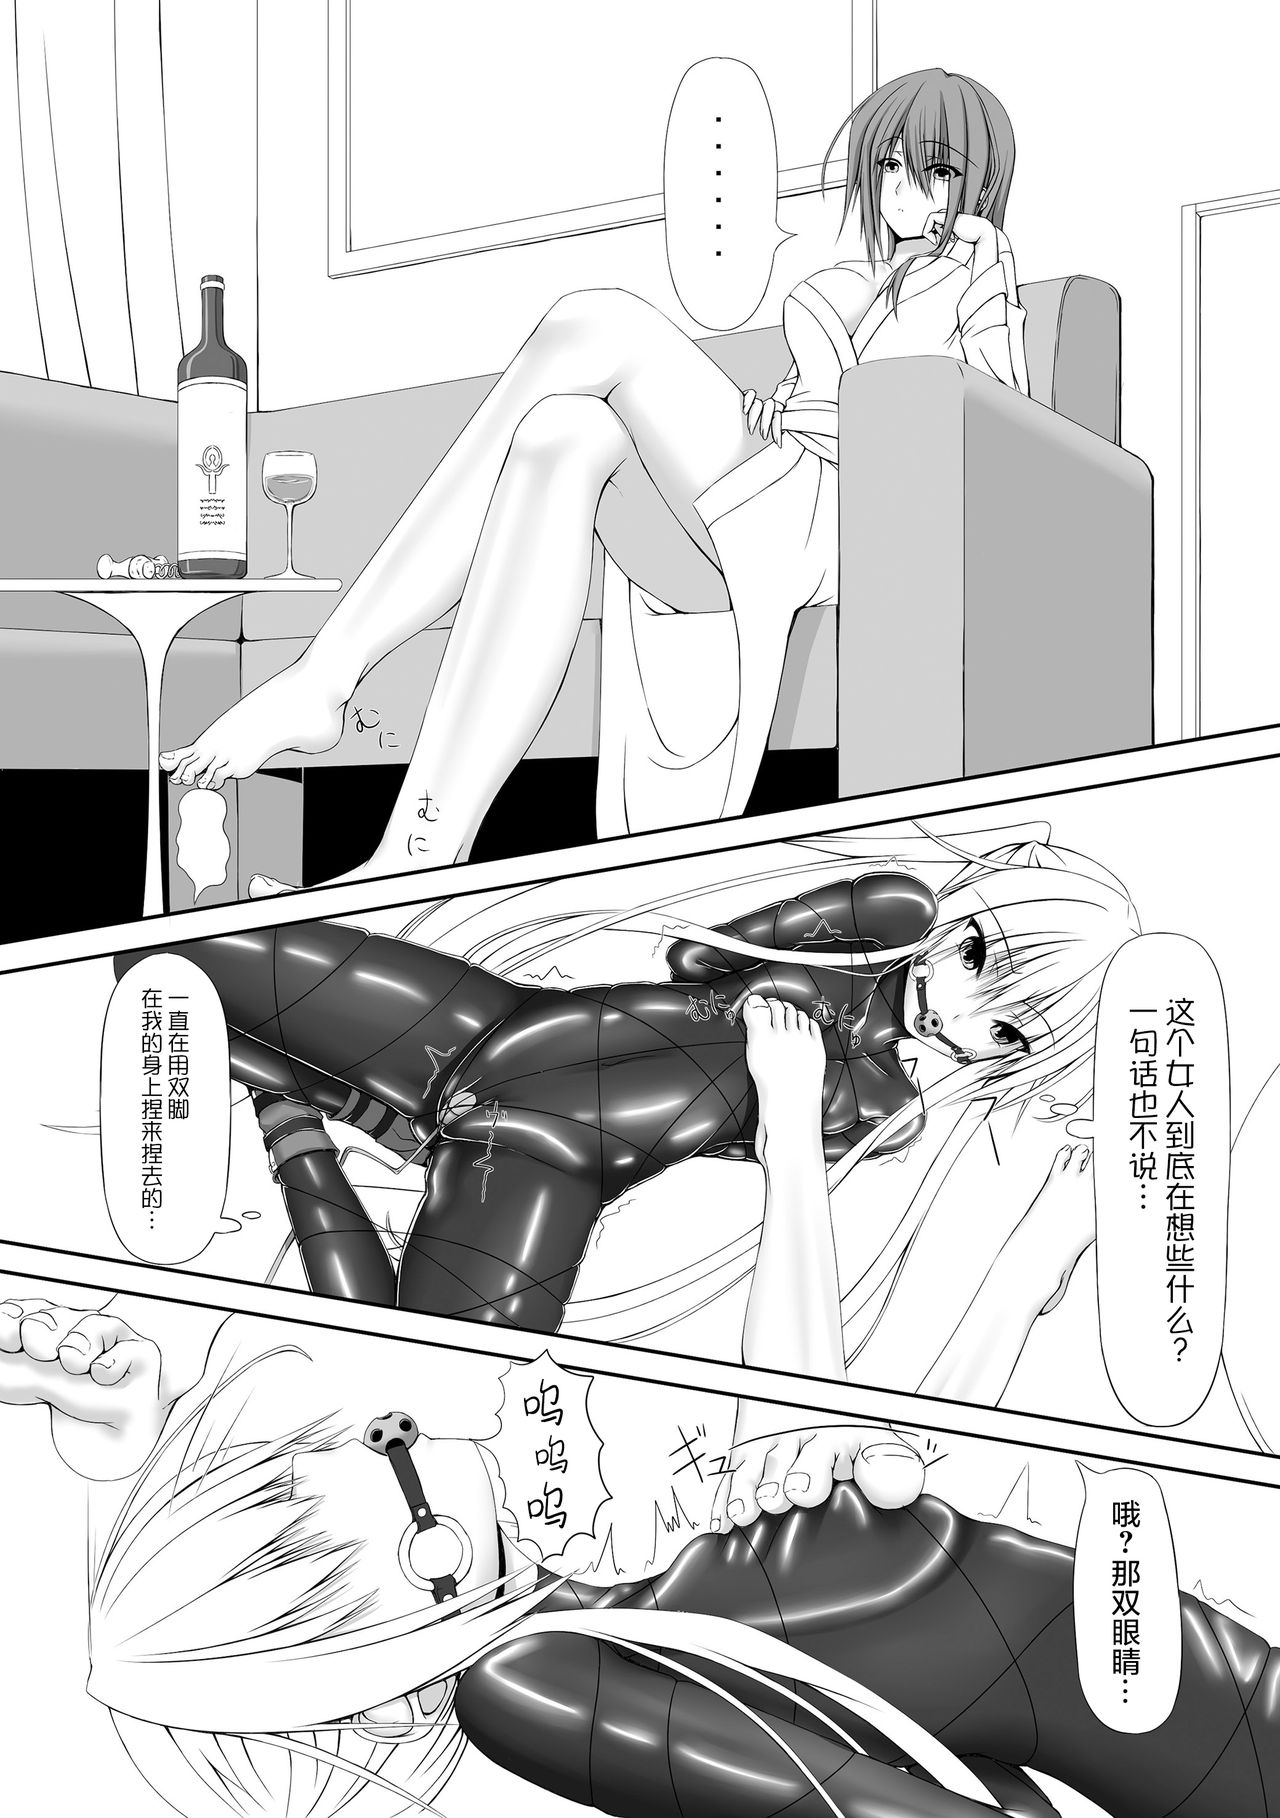 ・・・・・・
むに
むに
这个女人到底在想些什么?
一句话也不说…
むにゅ
むにゅ
ヴーー
一直在用双脚
在我的身上捏来捏去的…
哦?那双眼睛…
ギュ
呜呜呜